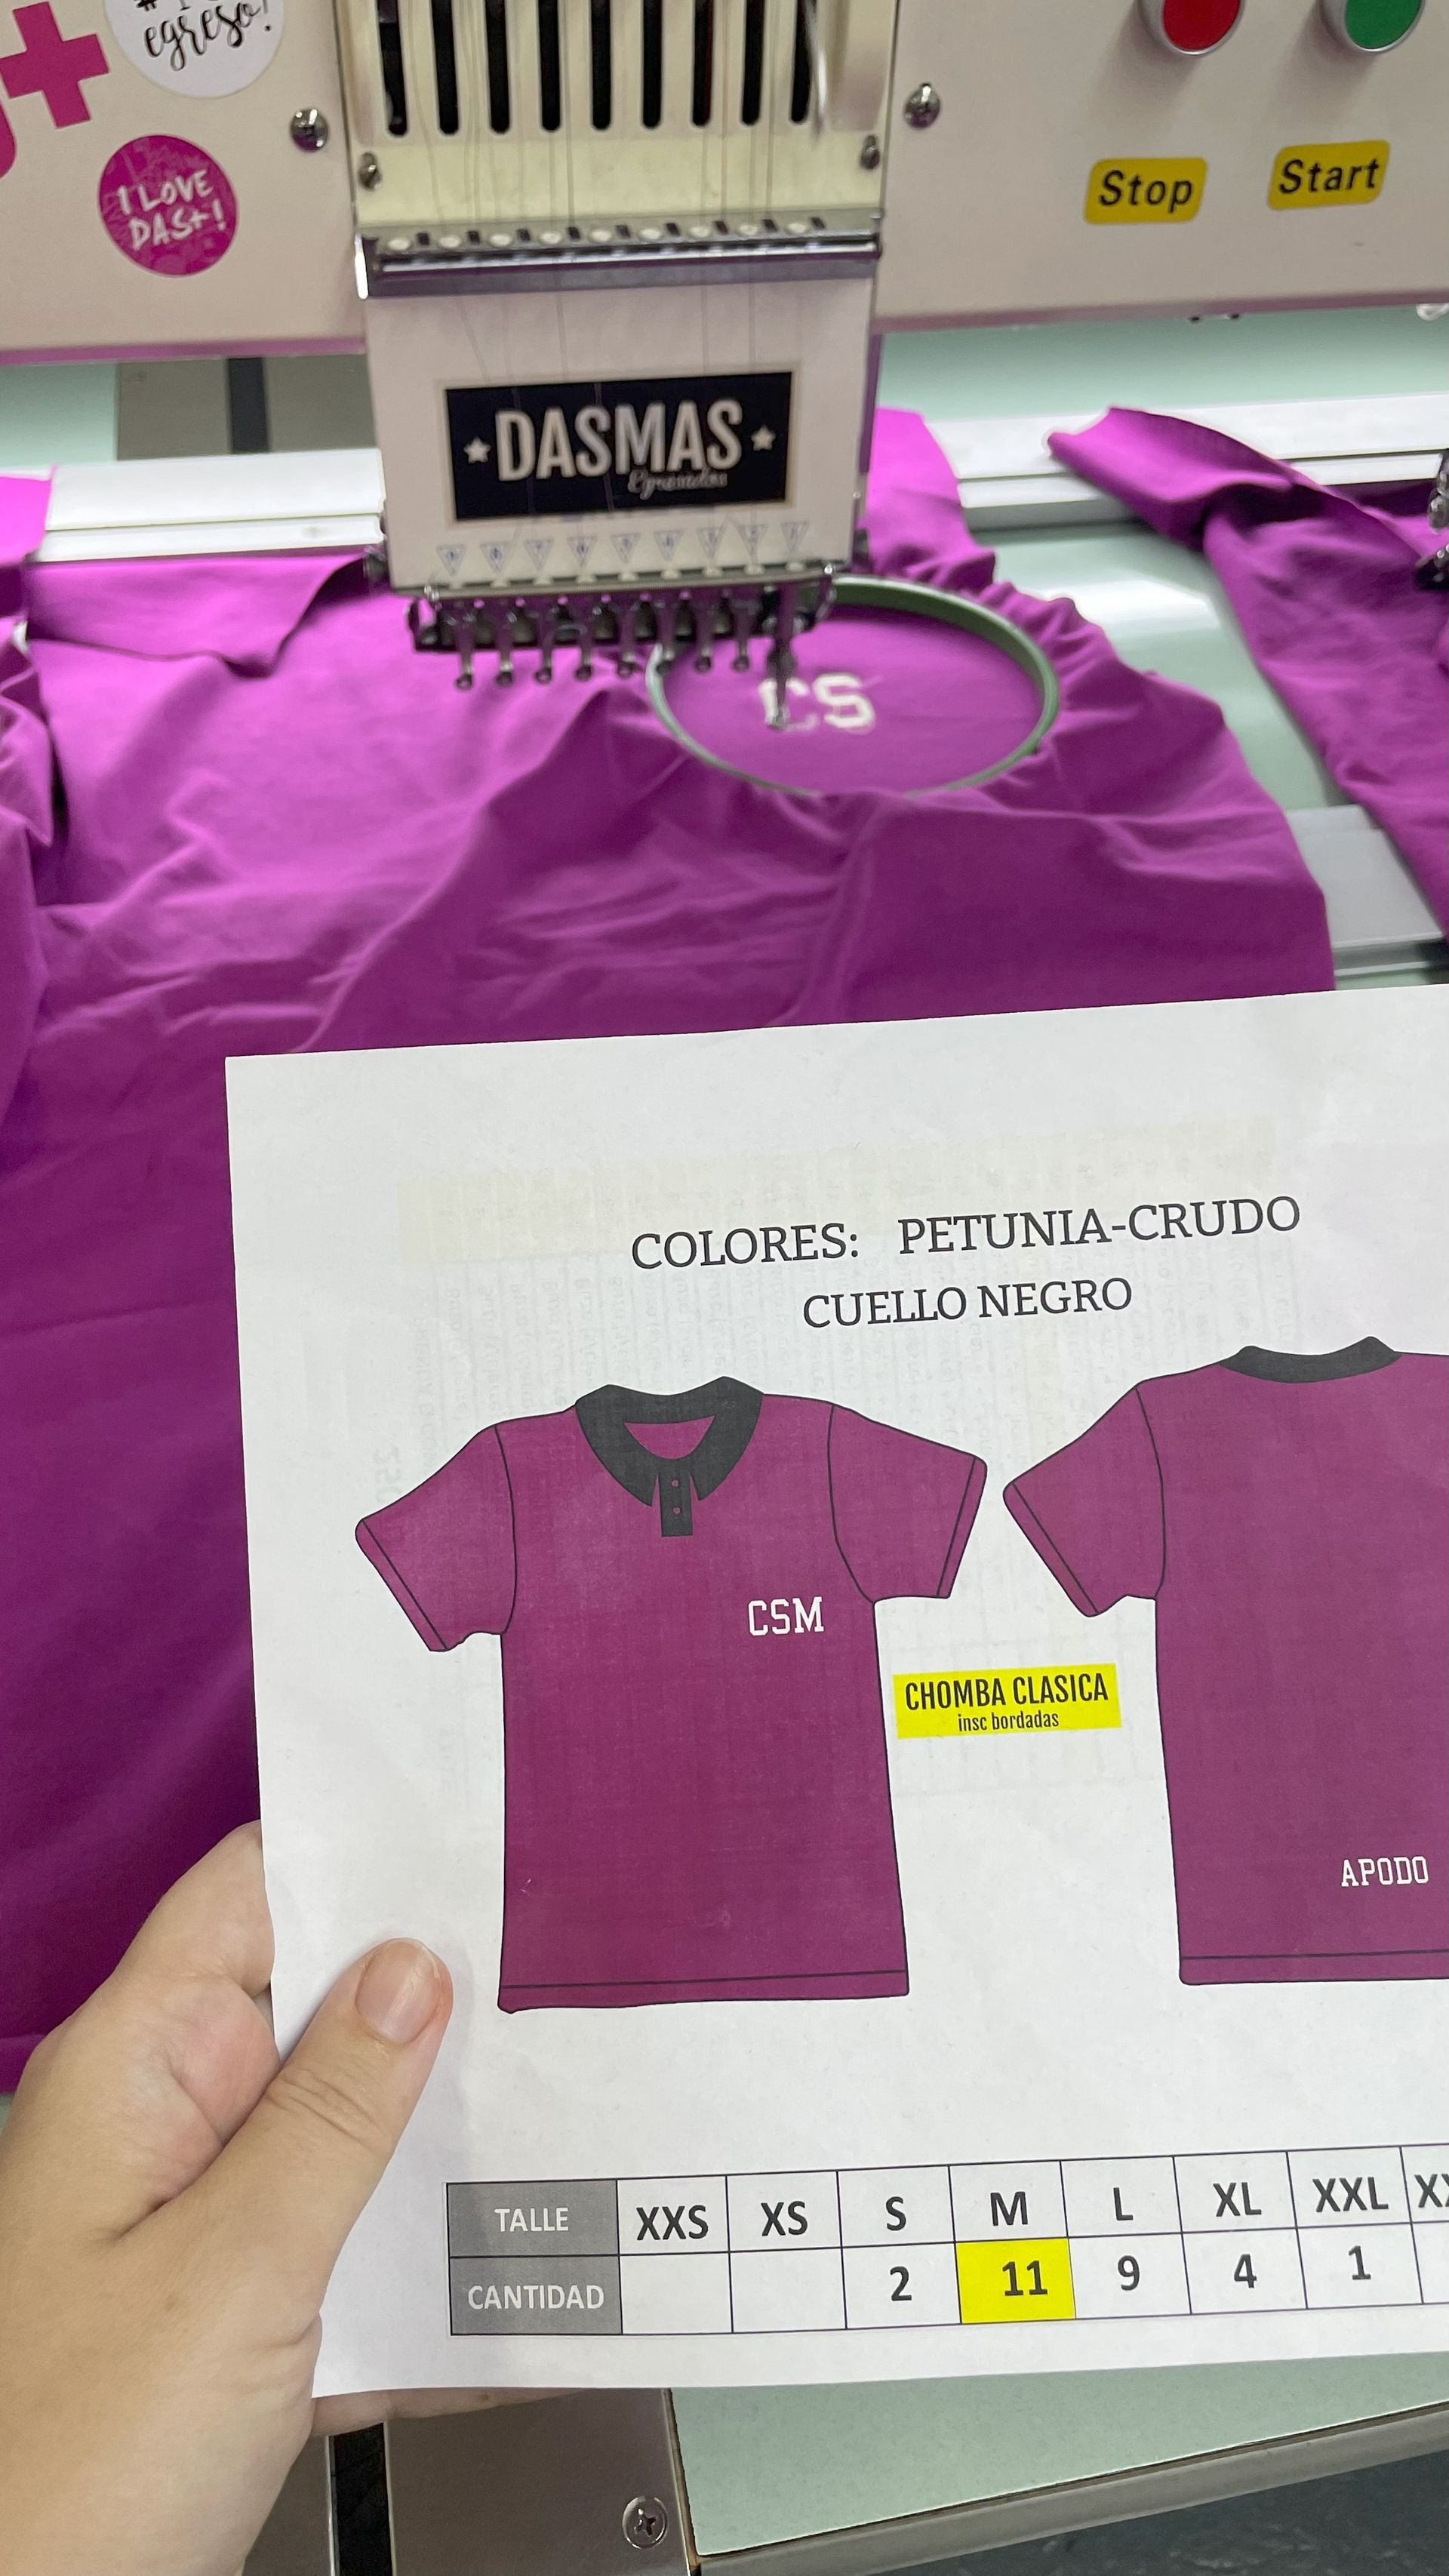 egreso!
I LOVE
DAS+!
Stop
Start
DASMAS
Egresados
CS
COLORES: PETUNIA-CRUDO
CUELLO NEGRO
CSM
CHOMBA CLASICA
insc bordadas
APODO
TALLE XXS XS S M L XL XXL
CANTIDAD 2 11 9 4 1